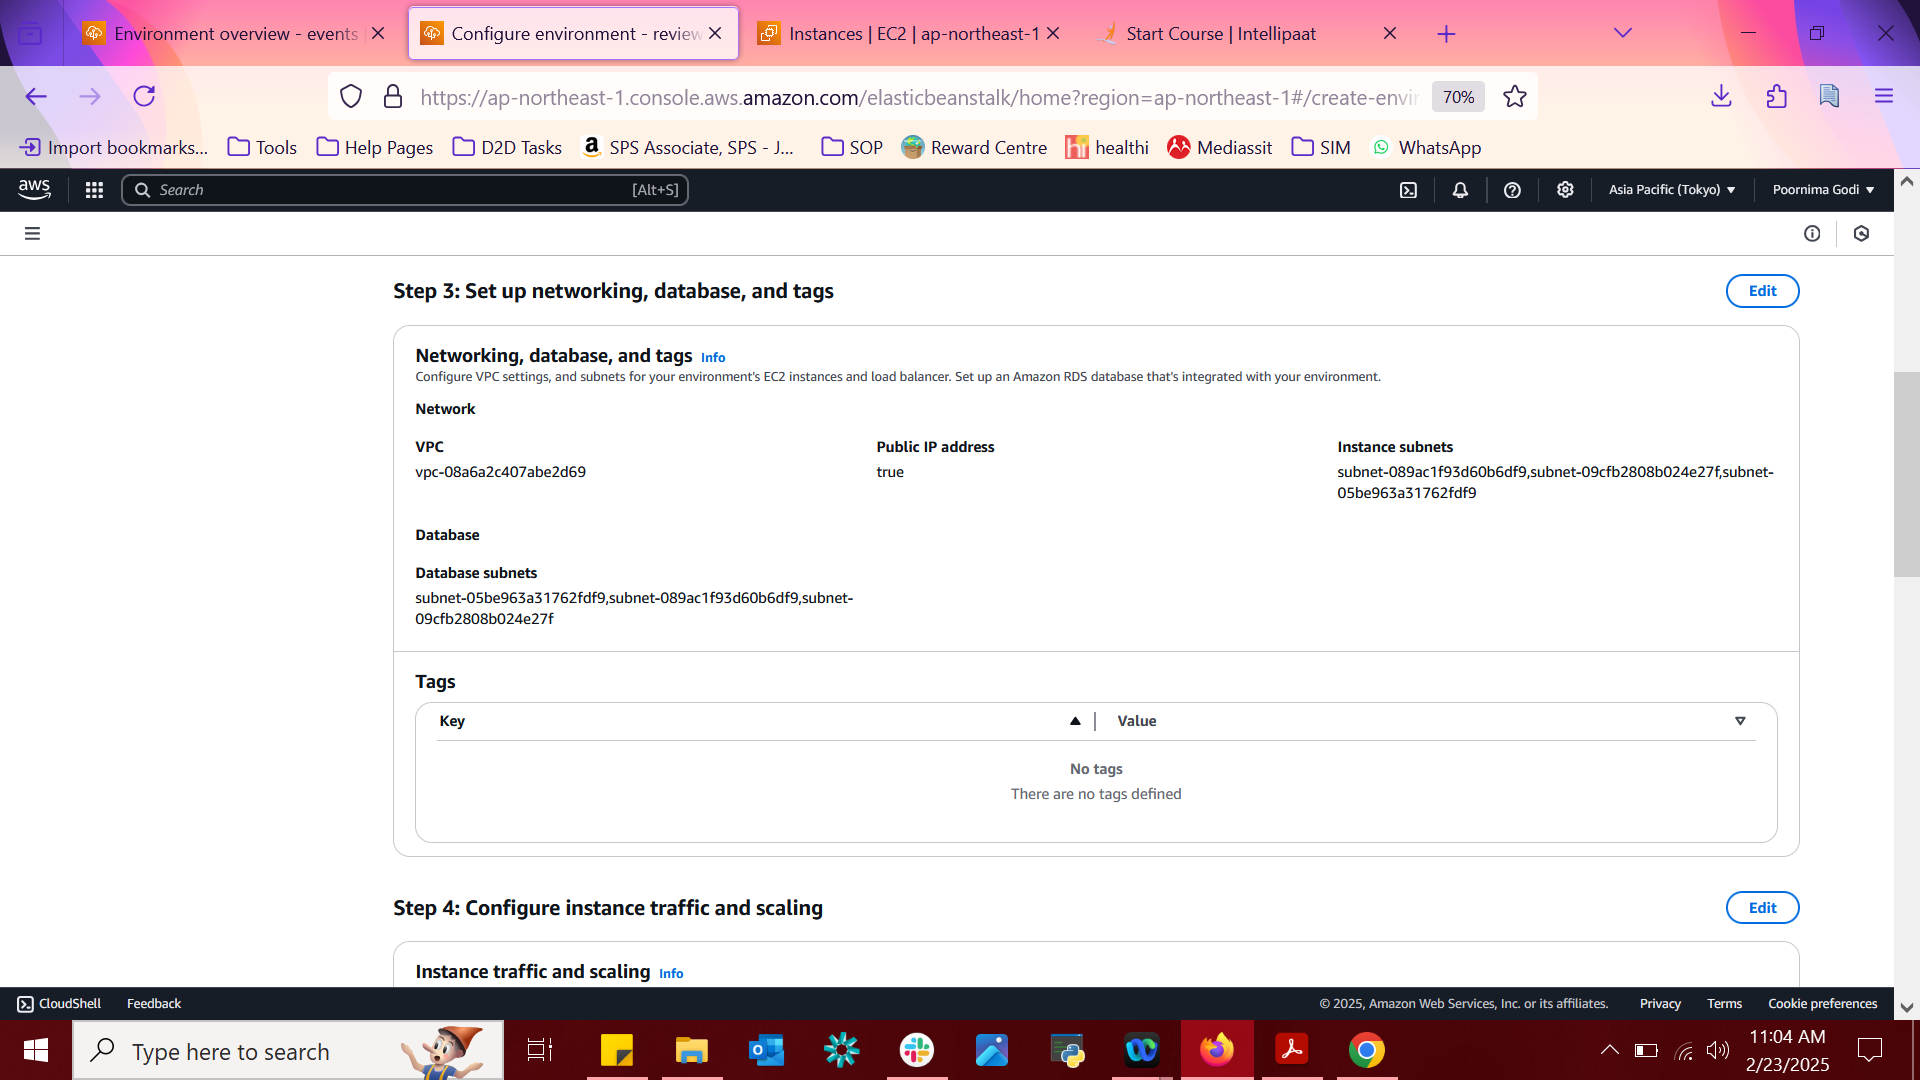 Environment overview - events
Configure environment - review
Instances | EC2 | ap-northeast-1
Start Course | Intellipaat
https://ap-northeast-1.console.aws.amazon.com/elasticbeanstalk/home?region=ap-northeast-1#/create-envir
70%
Import bookmarks...
Tools
Help Pages
D2D Tasks
SPS Associate, SPS - J...
SOP
Reward Centre
healthi
Mediassit
SIM
WhatsApp
aws
Search
[Alt+S]
Asia Pacific (Tokyo)
Poornima Godi
Step 3: Set up networking, database, and tags
Edit
Networking, database, and tags Info
Configure VPC settings, and subnets for your environment's EC2 instances and load balancer. Set up an Amazon RDS database that's integrated with your environment.
Network
VPC
vpc-08a6a2c407abe2d69
Public IP address
true
Instance subnets
subnet-089ac1f93d60b6df9,subnet-09cfb2808b024e27f,subnet-
05be963a31762fdf9
Database
Database subnets
subnet-05be963a31762fdf9,subnet-089ac1f93d60b6df9,subnet-
09cfb2808b024e27f
Tags
Key
Value
No tags
There are no tags defined
Step 4: Configure instance traffic and scaling
Edit
Instance traffic and scaling Info
CloudShell
Feedback
© 2025, Amazon Web Services, Inc. or its affiliates.
Privacy
Terms
Cookie preferences
Type here to search
11:04 AM
2/23/2025